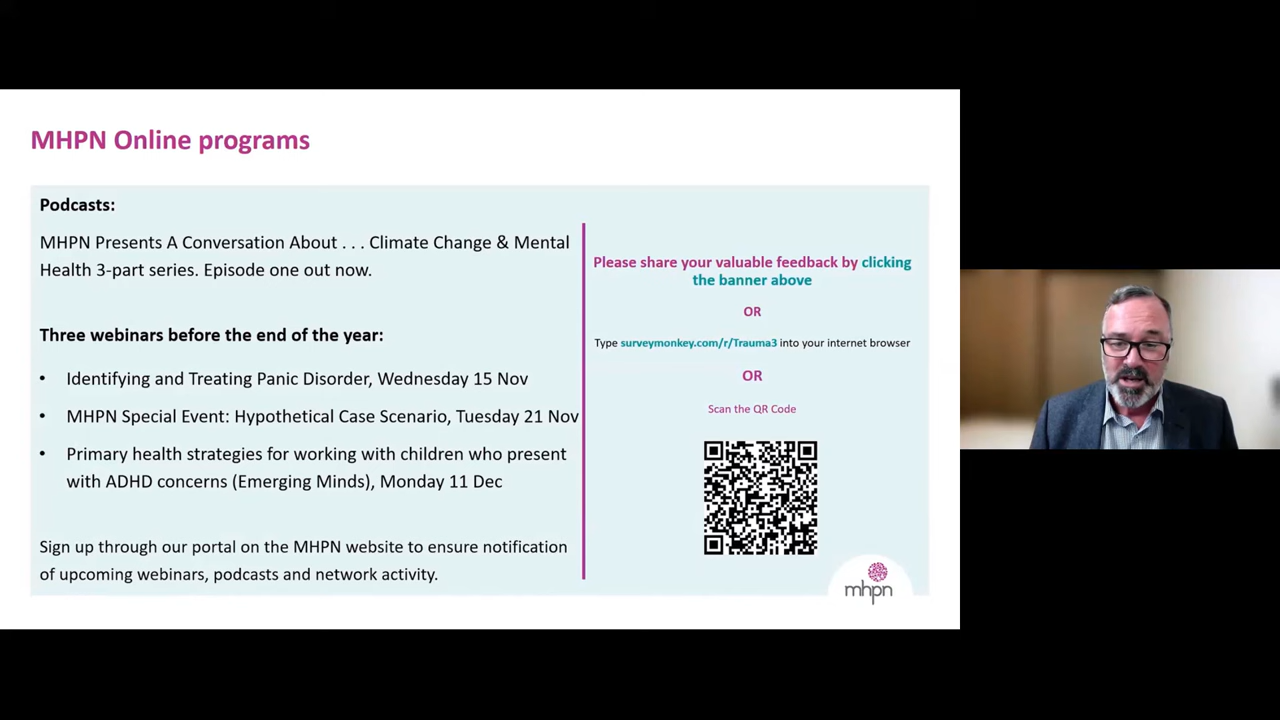 MHPN Online programs
Podcasts:
MHPN Presents A Conversation About . . . Climate Change & Mental
Health 3-part series. Episode one out now.
Three webinars before the end of the year:
• Identifying and Treating Panic Disorder, Wednesday 15 Nov
• MHPN Special Event: Hypothetical Case Scenario, Tuesday 21 Nov
• Primary health strategies for working with children who present
with ADHD concerns (Emerging Minds), Monday 11 Dec
Sign up through our portal on the MHPN website to ensure notification
of upcoming webinars, podcasts and network activity.
Please share your valuable feedback by clicking
the banner above
OR
Type surveymonkey.com/r/Trauma3 into your internet browser
OR
Scan the QR Code
mhpn